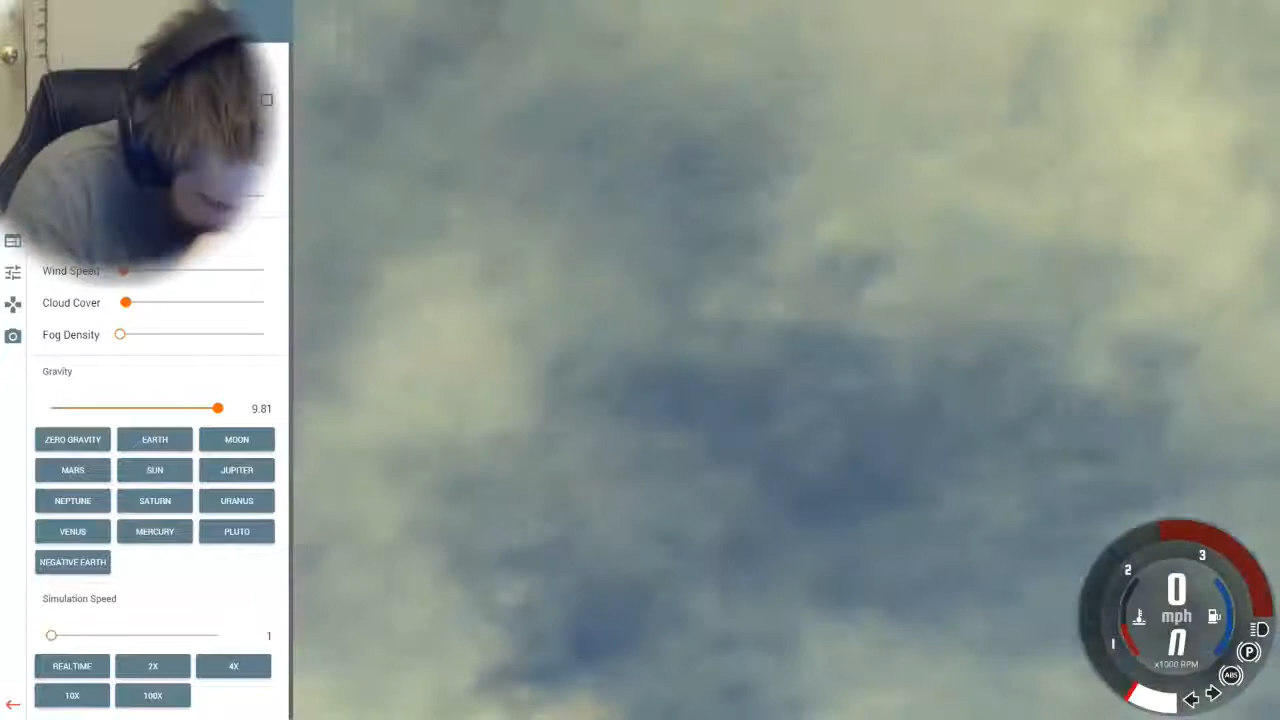 Wind Speed
Cloud Cover
Fog Density
Gravity
9.81
ZERO GRAVITY EARTH MOON
MARS SUN JUPITER
NEPTUNE SATURN URANUS
VENUS MERCURY PLUTO
NEGATIVE EARTH
Simulation Speed
1
REALTIME 2X 4X
10X 100X
1 2 3
0
mph
n
x1000 RPM
P
ABS